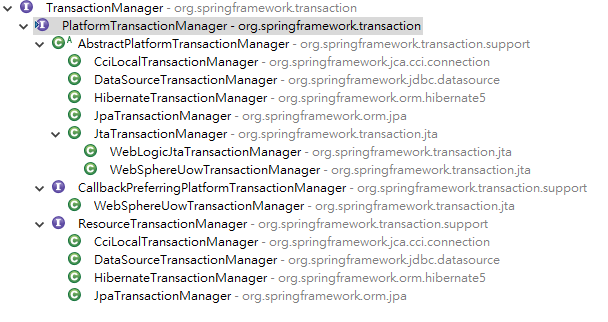 TransactionManager - org.springframework.transaction
PlatformTransactionManager - org.springframework.transaction
AbstractPlatformTransactionManager - org.springframework.transaction.support
CciLocalTransactionManager - org.springframework.jca.cci.connection
DataSourceTransactionManager - org.springframework.jdbc.datasource
HibernateTransactionManager - org.springframework.orm.hibernate5
JpaTransactionManager - org.springframework.orm.jpa
JtaTransactionManager - org.springframework.transaction.jta
WebLogicJtaTransactionManager - org.springframework.transaction.jta
WebSphereUowTransactionManager - org.springframework.transaction.jta
CallbackPreferringPlatformTransactionManager - org.springframework.transaction.support
WebSphereUowTransactionManager - org.springframework.transaction.jta
ResourceTransactionManager - org.springframework.transaction.support
CciLocalTransactionManager - org.springframework.jca.cci.connection
DataSourceTransactionManager - org.springframework.jdbc.datasource
HibernateTransactionManager - org.springframework.orm.hibernate5
JpaTransactionManager - org.springframework.orm.jpa